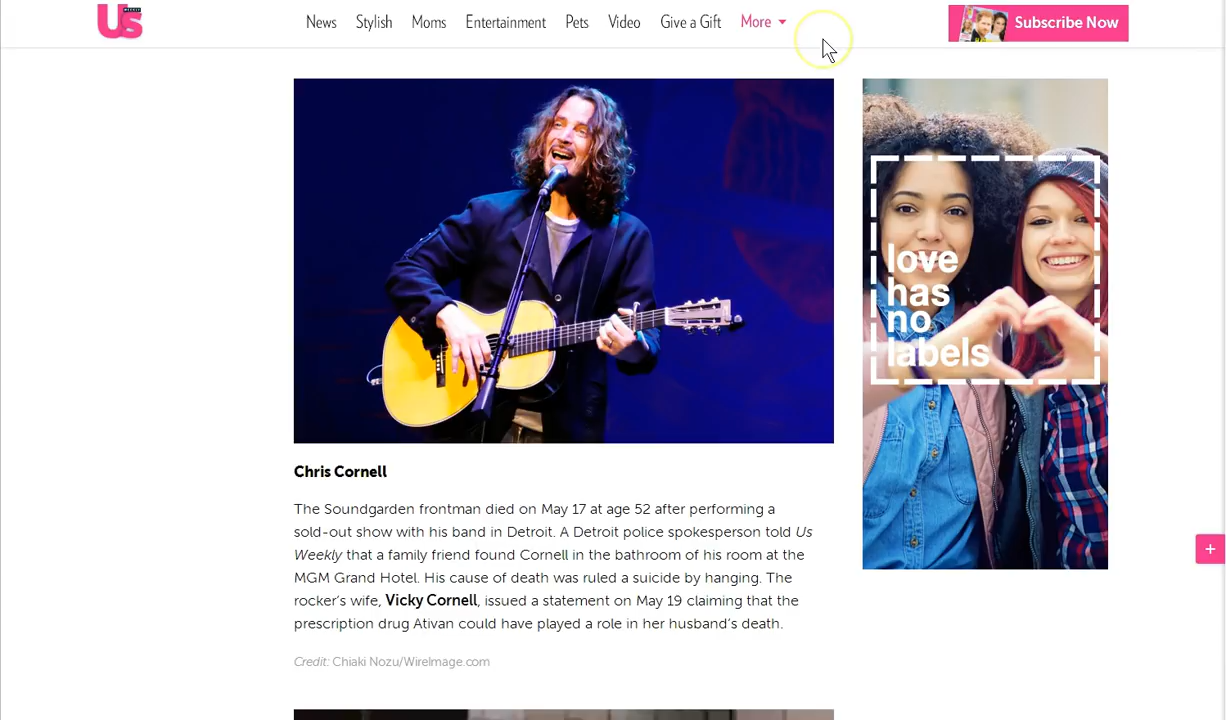 Us WEEKLY
News Stylish Moms Entertainment Pets Video Give a Gift More
Subscribe Now
love
has
no
labels
Chris Cornell
The Soundgarden frontman died on May 17 at age 52 after performing a
sold-out show with his band in Detroit. A Detroit police spokesperson told Us
Weekly that a family friend found Cornell in the bathroom of his room at the
MGM Grand Hotel. His cause of death was ruled a suicide by hanging. The
rocker's wife, Vicky Cornell, issued a statement on May 19 claiming that the
prescription drug Ativan could have played a role in her husband's death.
Credit: Chiaki Nozu/WireImage.com
+